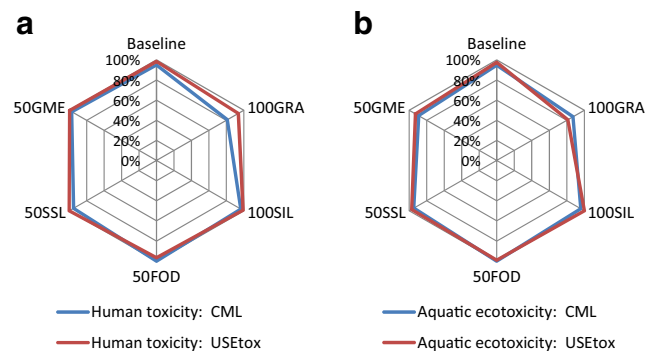 a
Baseline
100%
80%
60%
40%
20%
0%
100GRA
100SIL
50FOD
50SSL
50GME
Human toxicity: CML
Human toxicity: USEtox
b
Baseline
100%
80%
60%
40%
20%
0%
100GRA
100SIL
50FOD
50SSL
50GME
Aquatic ecotoxicity: CML
Aquatic ecotoxicity: USEtox